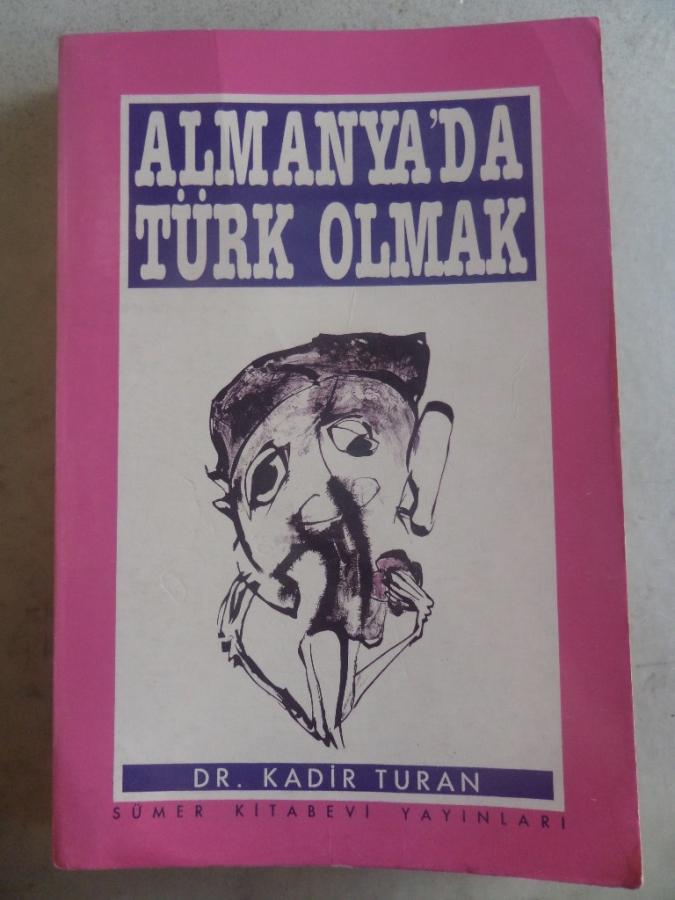 ALMANYA'DA
TÜRK OLMAK
DR. KADİR TURAN
SÜMER KİTABEVİ YAYINLARI